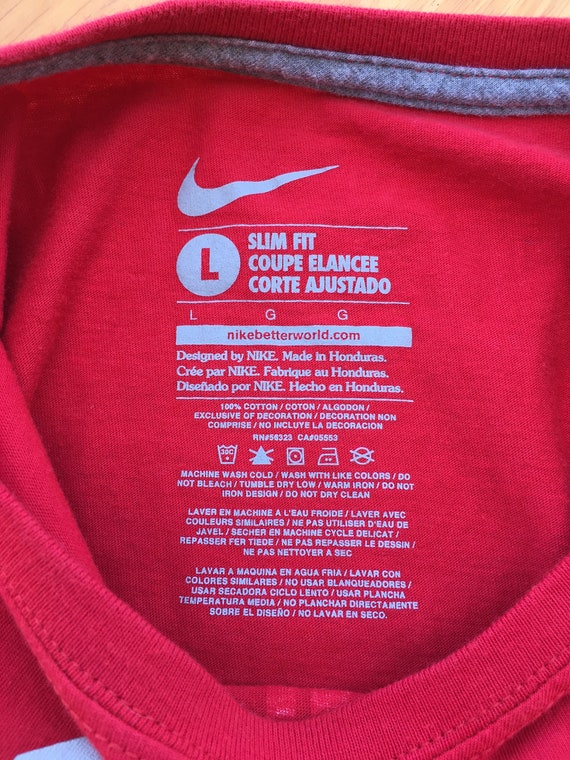 L
SLIM FIT
COUPE ELANCEE
CORTE AJUSTADO
L G G
nikebetterworld.com
Designed by NIKE. Made in Honduras.
Crée par NIKE. Fabrique au Honduras.
Diseñado por NIKE. Hecho en Honduras.
100% COTTON / COTON / ALGODON /
EXCLUSIVE OF DECORATION / DECORATION NON
COMPRISE / NO INCLUYE LA DECORACION
RN#56323 CA#05553
30C
MACHINE WASH COLD / WASH WITH LIKE COLORS / DO
NOT BLEACH / TUMBLE DRY LOW / WARM IRON / DO NOT
IRON DESIGN / DO NOT DRY CLEAN
LAVER EN MACHINE A L'EAU FROIDE / LAVER AVEC
COULEURS SIMILAIRES / NE PAS UTILISER D'EAU DE
JAVEL / SECHER EN MACHINE CYCLE DELICAT /
REPASSER FER TIEDE / NE PAS REPASSER LE DESSIN /
NE PAS NETTOYER A SEC
LAVAR A MAQUINA EN AGUA FRIA / LAVAR CON
COLORES SIMILARES / NO USAR BLANQUEADORES /
USAR SECADORA CICLO LENTO / USAR PLANCHA
TEMPERATURA MEDIA / NO PLANCHAR DIRECTAMENTE
SOBRE EL DISEÑO / NO LAVAR EN SECO.